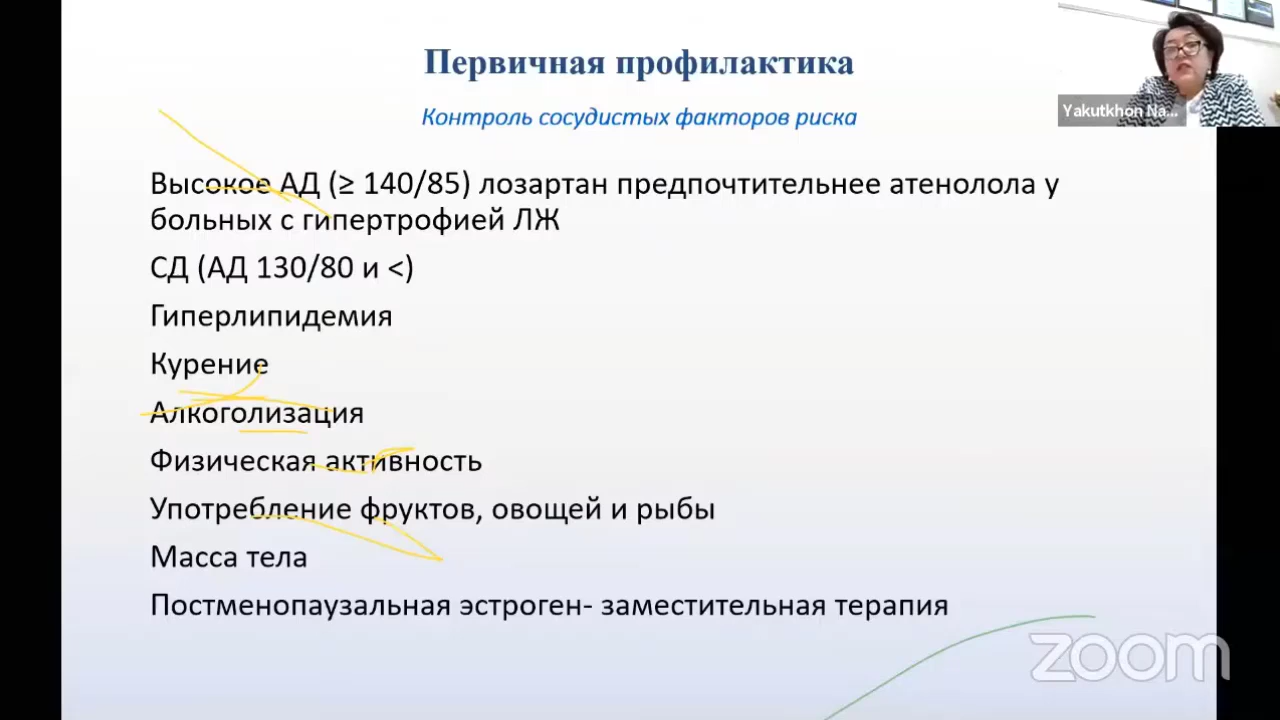 Первичная профилактика
Контроль сосудистых факторов риска
Yakutkhon Na...
Высокое АД (≥ 140/85) лозартан предпочтительнее атенолола у
больных с гипертрофией ЛЖ
СД (АД 130/80 и <)
Гиперлипидемия
Курение
Алкоголизация
Физическая активность
Употребление фруктов, овощей и рыбы
Масса тела
Постменопаузальная эстроген- заместительная терапия
zoom